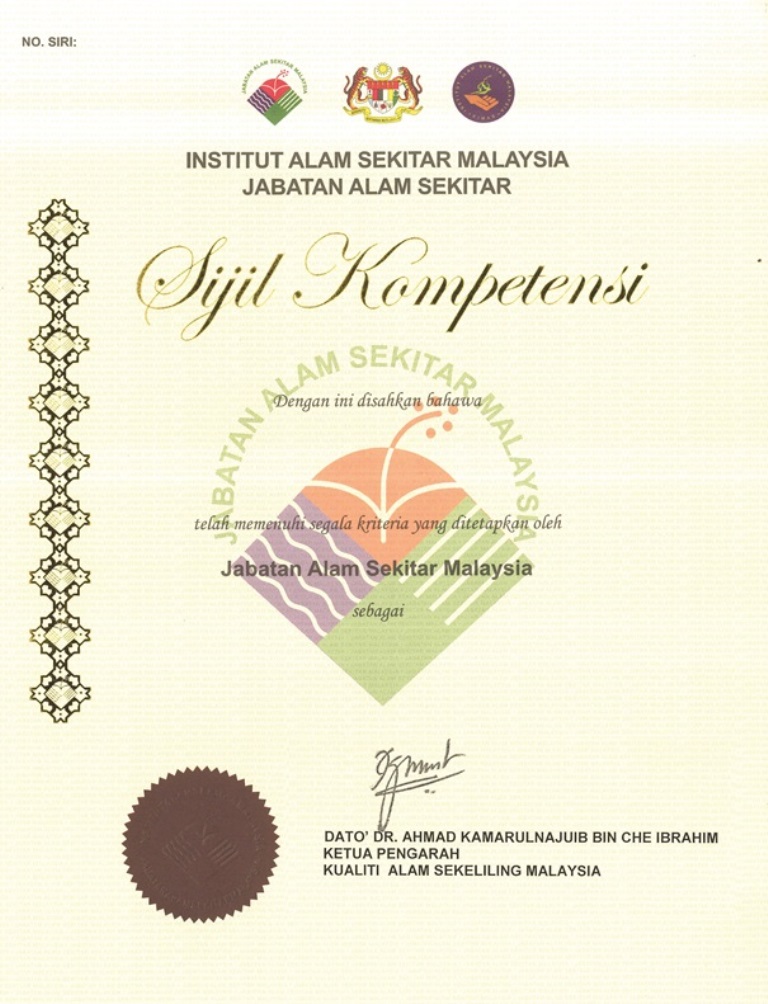 NO. SIRI:
JABATAN ALAM SEKITAR MALAYSIA
INSTITUT ALAM SEKITAR MALAYSIA
JABATAN ALAM SEKITAR
Sijil Kompetensi
JABATAN ALAM SEKITAR MALAYSIA
Dengan ini disahkan bahawa
telah memenuhi segala kriteria yang ditetapkan oleh
Jabatan Alam Sekitar Malaysia
sebagai
DATO' DR. AHMAD KAMARULNAJUIB BIN CHE IBRAHIM
KETUA PENGARAH
KUALITI ALAM SEKELILING MALAYSIA